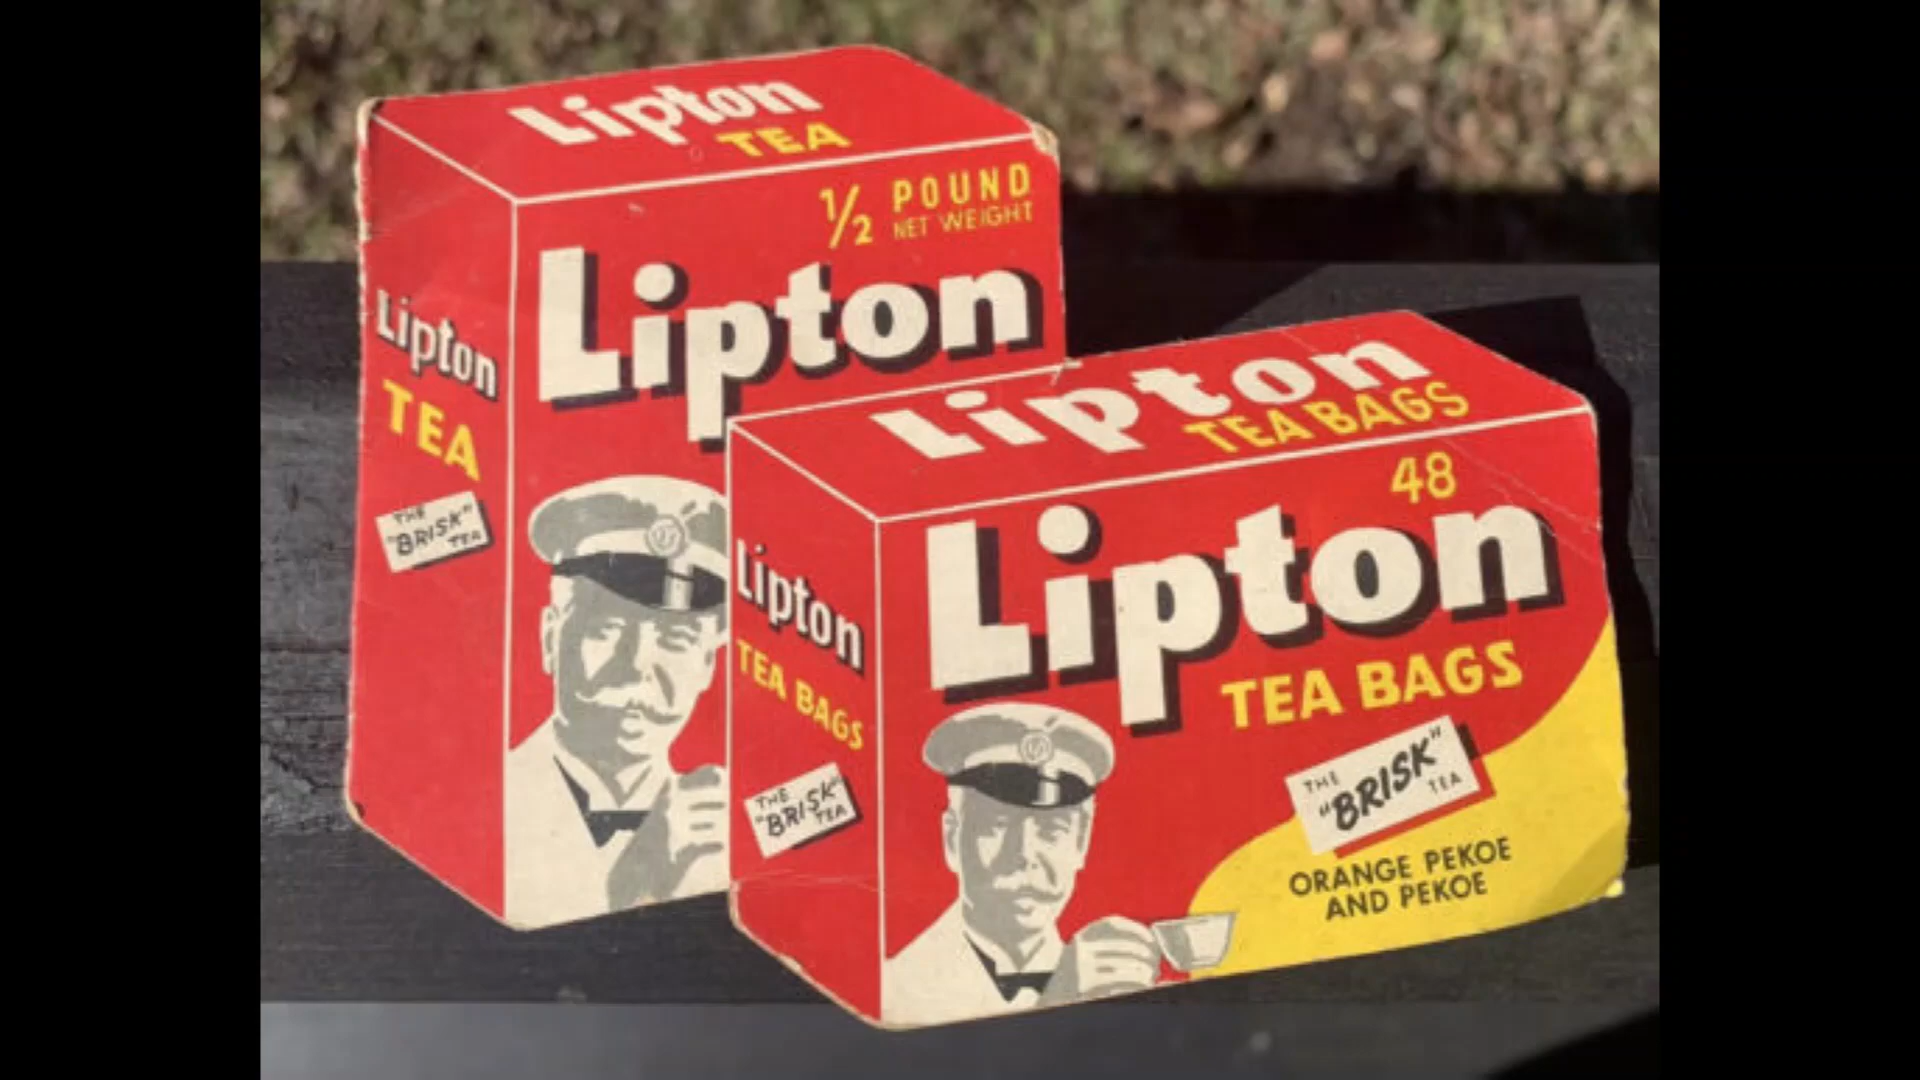 Lipton
TEA
½ POUND
NET WEIGHT
Lipton
Lipton
TEA
THE
"BRISK"
TEA
Lipton
TEA BAGS
48
Lipton
TEA BAGS
THE
"BRISK"
TEA
ORANGE PEKOE
AND PEKOE
Lipton
TEA BAGS
THE
"BRISK"
TEA